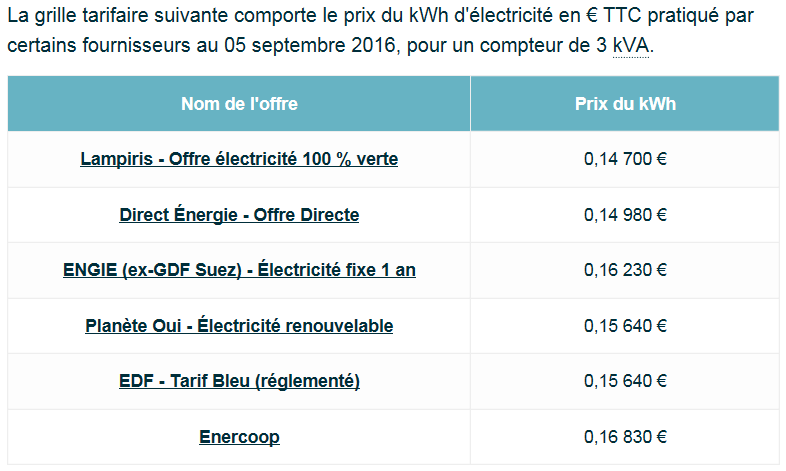 La grille tarifaire suivante comporte le prix du kWh d'électricité en € TTC pratiqué par
certains fournisseurs au 05 septembre 2016, pour un compteur de 3 kVA.
Nom de l'offre Prix du kWh
Lampiris - Offre électricité 100 % verte 0,14 700 €
Direct Énergie - Offre Directe 0,14 980 €
ENGIE (ex-GDF Suez) - Électricité fixe 1 an 0,16 230 €
Planète Oui - Électricité renouvelable 0,15 640 €
EDF - Tarif Bleu (réglementé) 0,15 640 €
Enercoop 0,16 830 €